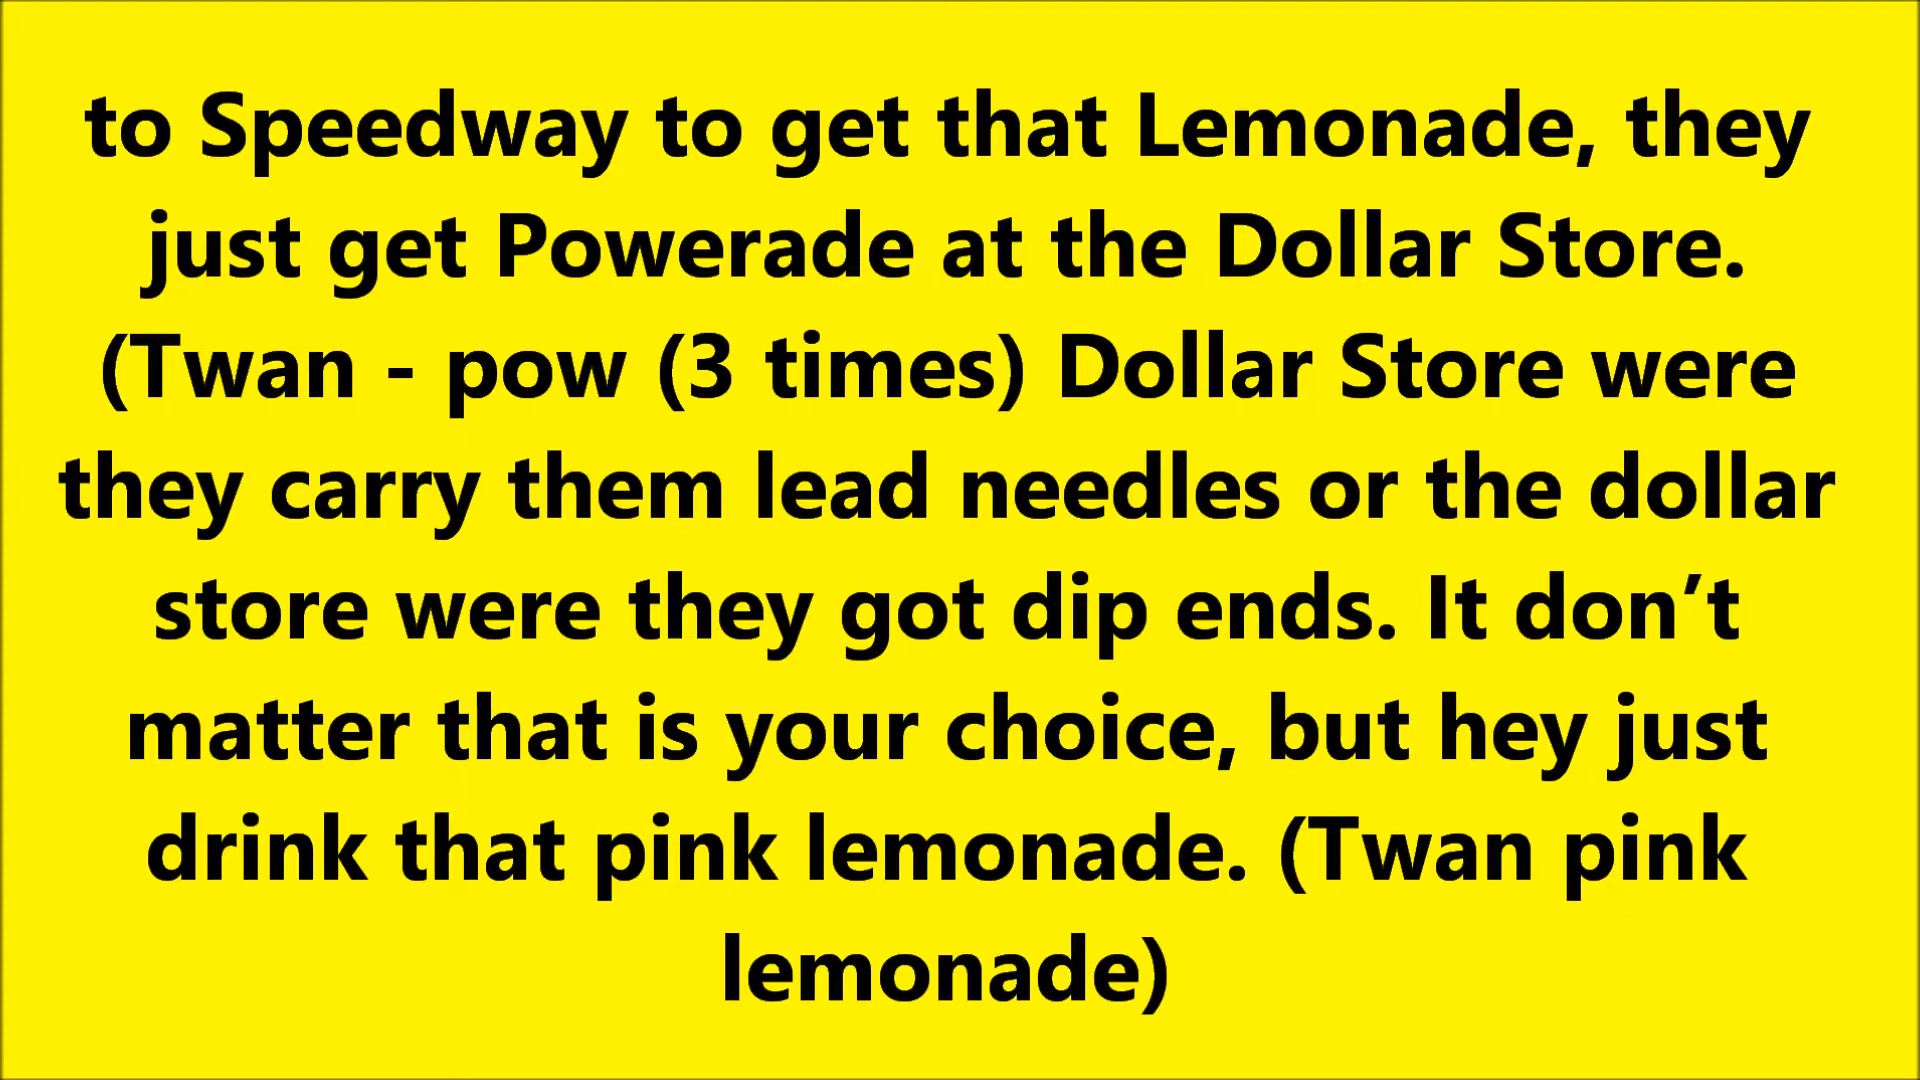 to Speedway to get that Lemonade, they
just get Powerade at the Dollar Store.
(Twan - pow (3 times) Dollar Store were
they carry them lead needles or the dollar
store were they got dip ends. It don’t
matter that is your choice, but hey just
drink that pink lemonade. (Twan pink
lemonade)